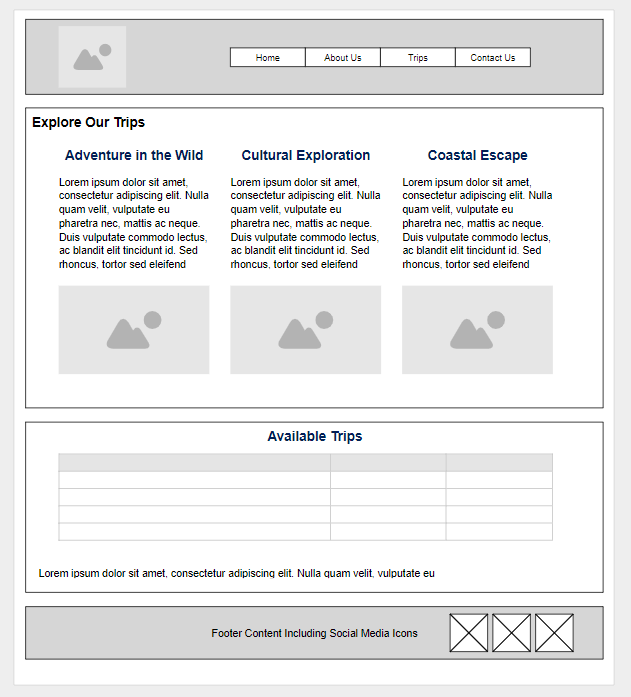 Home About Us Trips Contact Us
Explore Our Trips
Adventure in the Wild
Lorem ipsum dolor sit amet,
consectetur adipiscing elit. Nulla
quam velit, vulputate eu
pharetra nec, mattis ac neque.
Duis vulputate commodo lectus,
ac blandit elit tincidunt id. Sed
rhoncus, tortor sed eleifend
Cultural Exploration
Lorem ipsum dolor sit amet,
consectetur adipiscing elit. Nulla
quam velit, vulputate eu
pharetra nec, mattis ac neque.
Duis vulputate commodo lectus,
ac blandit elit tincidunt id. Sed
rhoncus, tortor sed eleifend
Coastal Escape
Lorem ipsum dolor sit amet,
consectetur adipiscing elit. Nulla
quam velit, vulputate eu
pharetra nec, mattis ac neque.
Duis vulputate commodo lectus,
ac blandit elit tincidunt id. Sed
rhoncus, tortor sed eleifend
Available Trips
Lorem ipsum dolor sit amet, consectetur adipiscing elit. Nulla quam velit, vulputate eu
Footer Content Including Social Media Icons